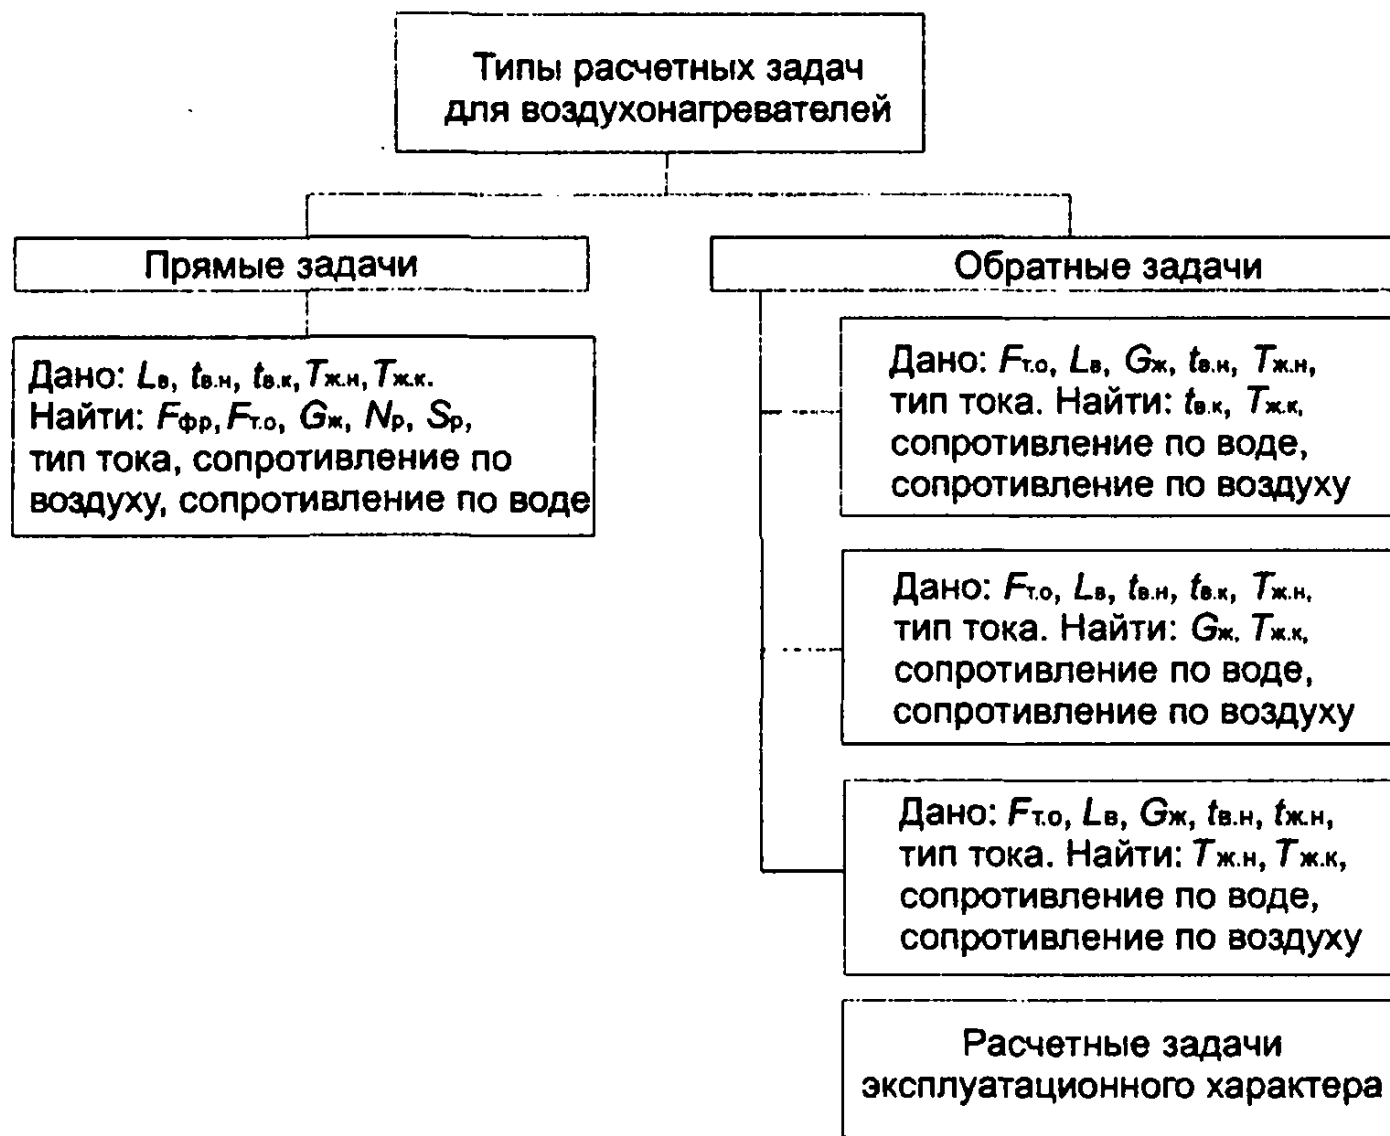 Типы расчетных задач
для воздухонагревателей
Прямые задачи
Дано: Lв, tв.н, tв.к, Tж.н, Tж.к.
Найти: Fфр, Fт.о, Gж, Nр, Sр,
тип тока, сопротивление по
воздуху, сопротивление по воде
Обратные задачи
Дано: Fт.о, Lв, Gж, tв.н, Tж.н,
тип тока. Найти: tв.к, Tж.к,
сопротивление по воде,
сопротивление по воздуху
Дано: Fт.о, Lв, tв.н, tв.к, Tж.н,
тип тока. Найти: Gж, Tж.к,
сопротивление по воде,
сопротивление по воздуху
Дано: Fт.о, Lв, Gж, tв.н, tж.н,
тип тока. Найти: Tж.н, Tж.к,
сопротивление по воде,
сопротивление по воздуху
Расчетные задачи
эксплуатационного характера